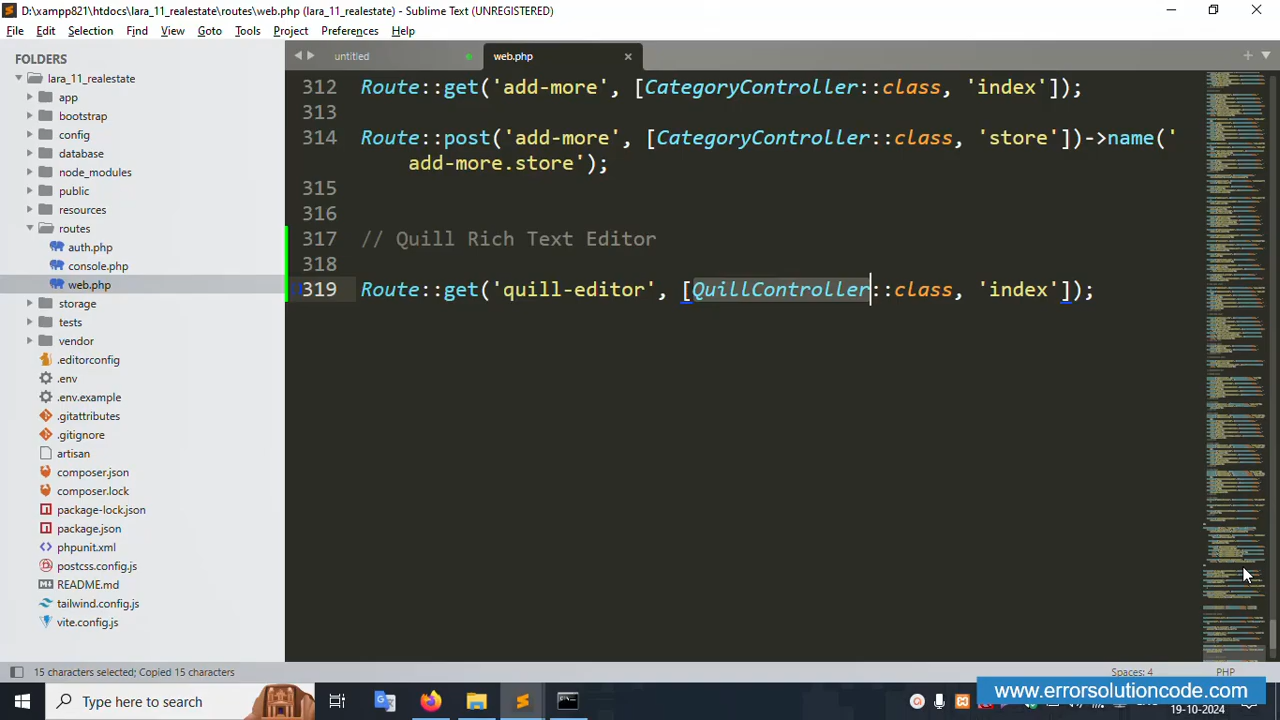 D:\xampp821\htdocs\lara_11_realestate\routes\web.php (lara_11_realestate) - Sublime Text (UNREGISTERED)
File Edit Selection Find View Goto Tools Project Preferences Help
FOLDERS
lara_11_realestate
app
bootstrap
config
database
node_modules
public
resources
routes
auth.php
console.php
web.php
storage
tests
vendor
.editorconfig
.env
.env.example
.gitattributes
.gitignore
artisan
composer.json
composer.lock
package-lock.json
package.json
phpunit.xml
postcss.config.js
README.md
tailwind.config.js
vite.config.js
untitled web.php
312 Route::get('add-more', [CategoryController::class, 'index']);
313
314 Route::post('add-more', [CategoryController::class, 'store'])->name('
add-more.store');
315
316
317 // Quill Rich Text Editor
318
319 Route::get('quill-editor', [QuillController::class, 'index']);
15 characters selected; Copied 15 characters Spaces: 4 PHP
Type here to search
www.errorsolutioncode.com
19-10-2024